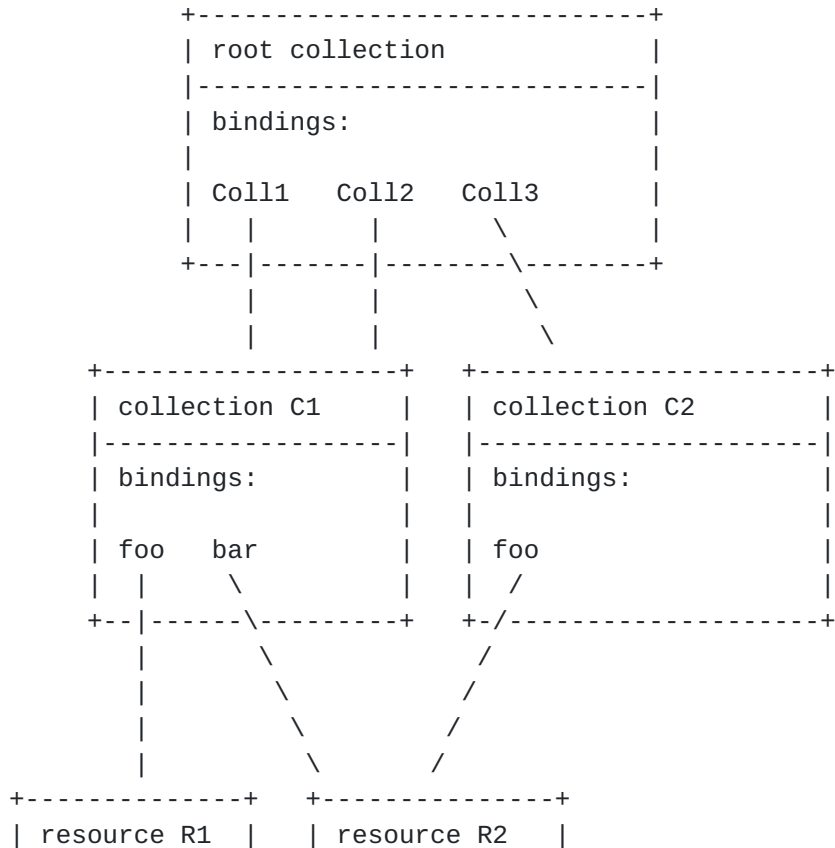 root collection
bindings:
Coll1 Coll2 Coll3
collection C1 collection C2
bindings: bindings:
foo bar foo
resource R1 resource R2